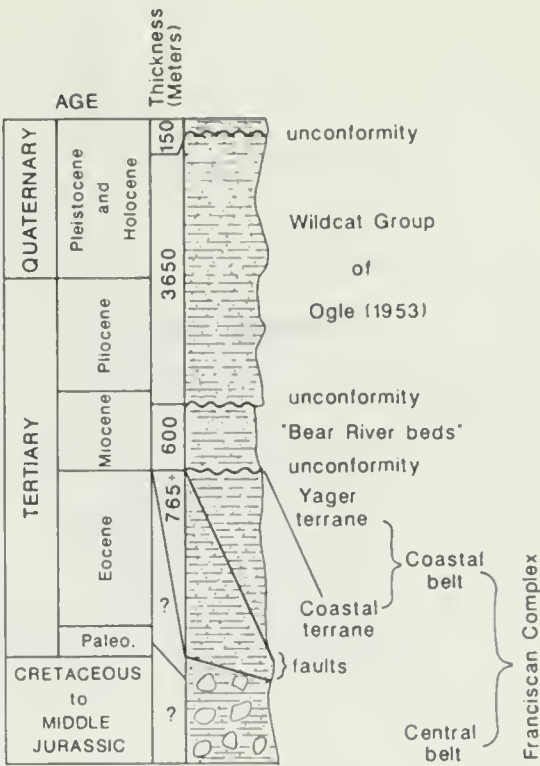 AGE
Thickness
(Meters)
QUATERNARY
Pleistocene
and
Holocene
TERTIARY
Pliocene
Miocene
Eocene
Paleo.
CRETACEOUS
to
MIDDLE
JURASSIC
150
3650
600
765+
?
?
unconformity
Wildcat Group
of
Ogle (1953)
unconformity
"Bear River beds"
unconformity
Yager
terrane
Coastal
belt
Coastal
terrane
faults
Central
belt
Franciscan Complex